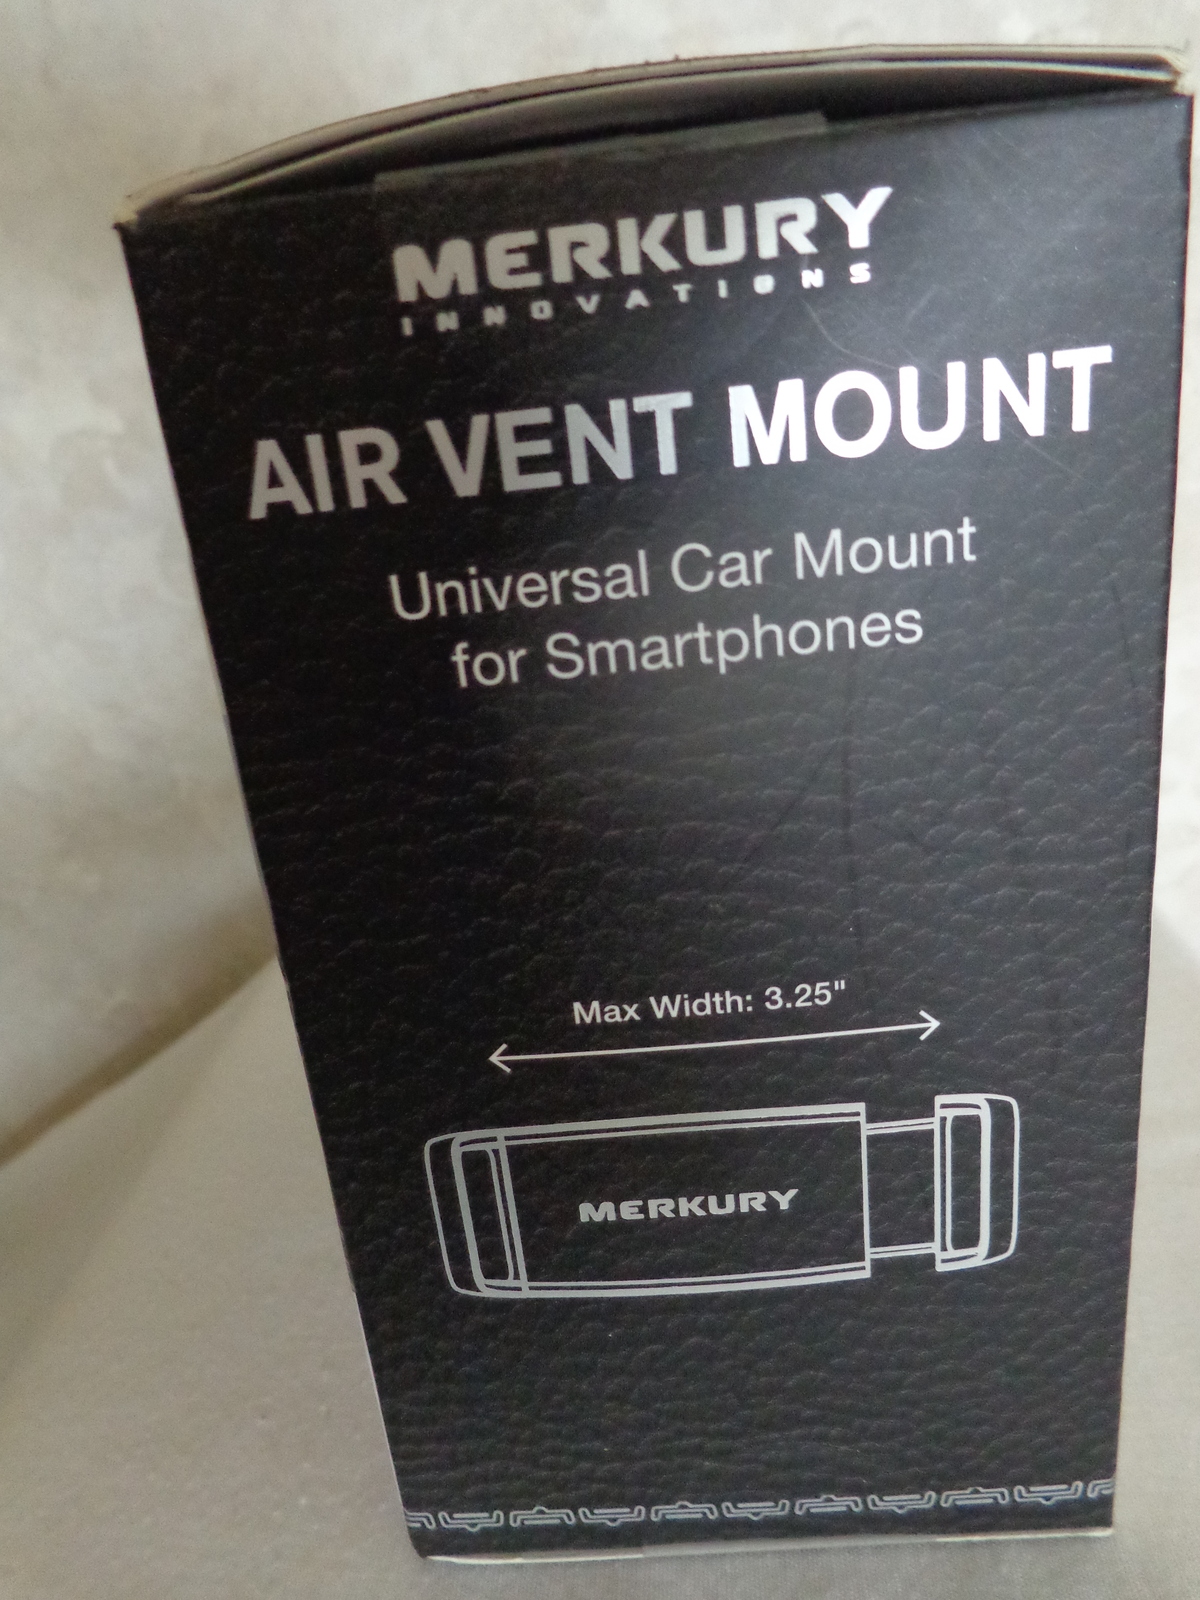 MERKURY
INNOVATIONS
AIR VENT MOUNT
Universal Car Mount
for Smartphones
Max Width: 3.25"
MERKURY